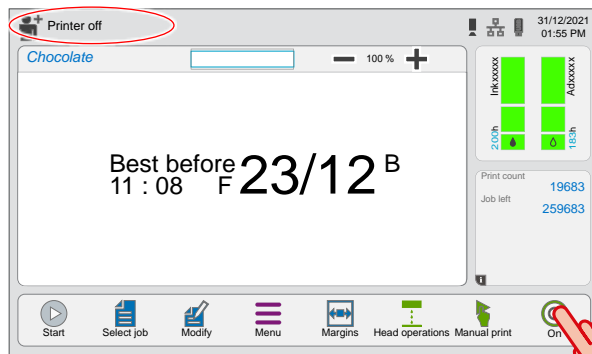 Printer off
31/12/2021
01:55 PM
Chocolate
100 %
Inkxxxxx
Adxxxxx
200h
183h
Best before 23/12 B
11 : 08 F
Print count
19683
Job left
259683
Start
Select job
Modify
Menu
Margins
Head operations
Manual print
On